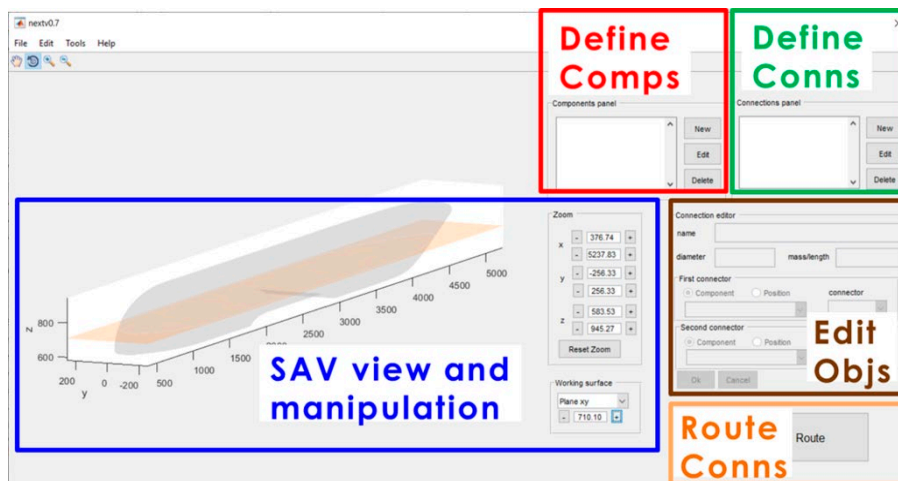 nextv0.7
File Edit Tools Help
Define
Comps
Define
Conns
Components panel
Connections panel
New
Edit
Delete
New
Edit
Delete
z
800
600
200 0 -200
y
500 1000 1500 2000 2500 3000 3500 4000 4500 5000
SAV view and
manipulation
Zoom
x
- 376.74 +
- 5237.83 +
y
- -256.33 +
- 256.33 +
z
- 583.53 +
- 945.27 +
Reset Zoom
Working surface
Plane xy
- 710.10 +
Connection editor
name
diameter mass/length
First connector
Component Position connector
Second connector
Component Position
Ok Cancel
Edit
Objs
Route
Conns
Route